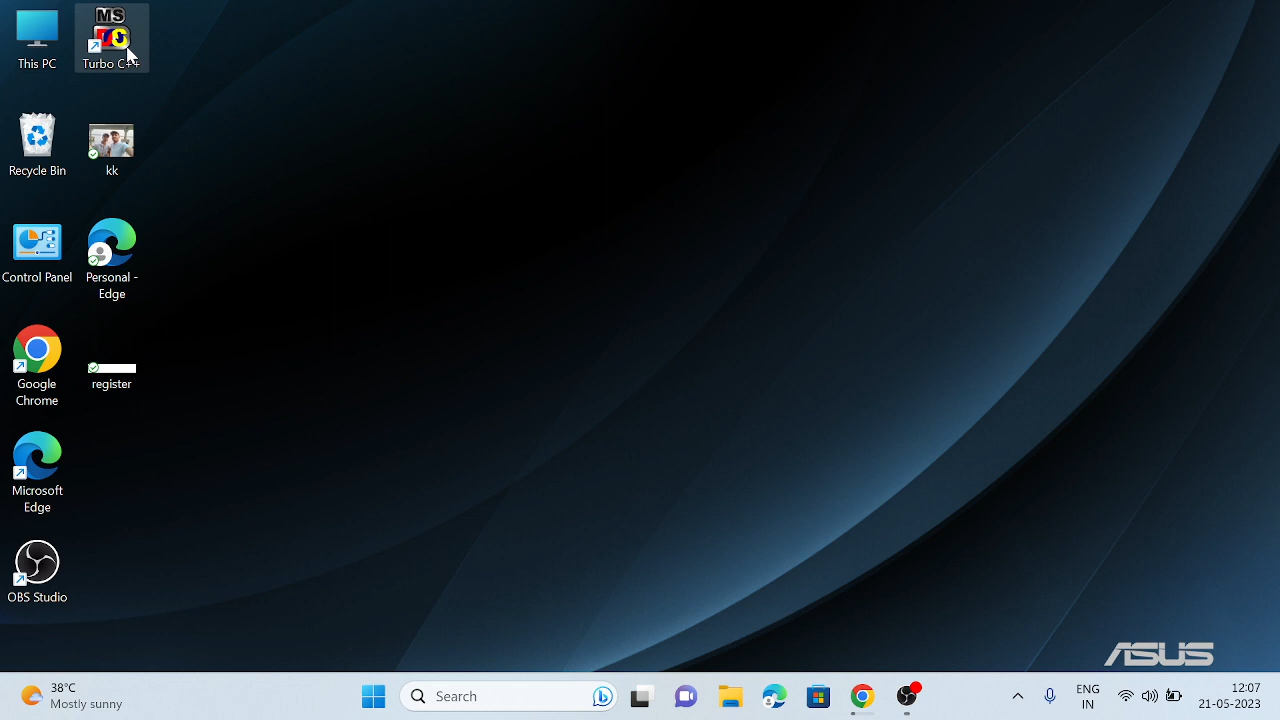 This PC
MS
Turbo C++
Recycle Bin
kk
Control Panel
Personal -
Edge
Google
Chrome
register
Microsoft
Edge
OBS Studio
ASUS
38°C
Mostly sunny
Search
ENG
IN
12:07
21-05-2023